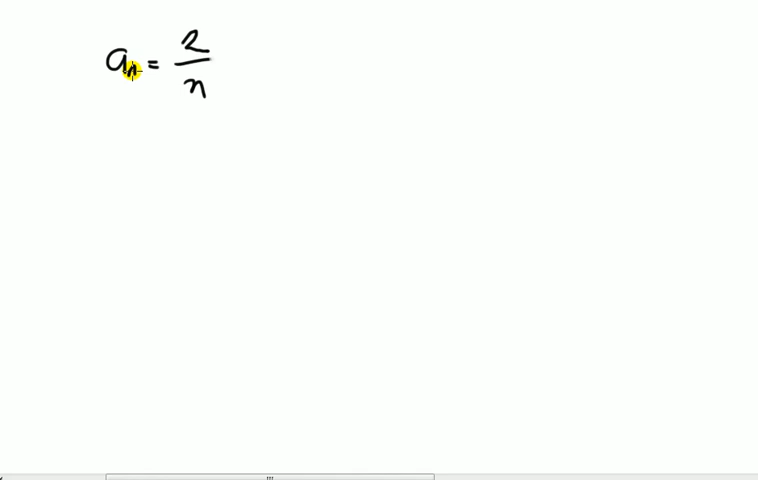 aₙ = 2/n